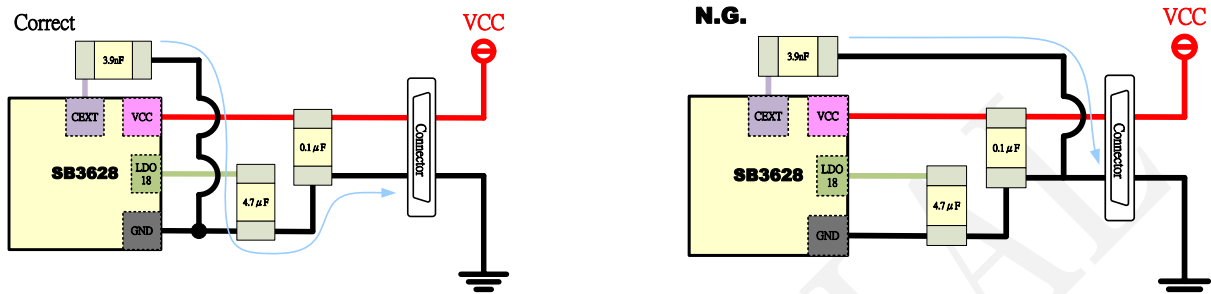 Correct
VCC
3.9nF
CEXT
VCC
0.1μF
Connector
LDO
18
SB3628
4.7μF
GND
N.G.
VCC
3.9nF
CEXT
VCC
0.1μF
Connector
LDO
18
SB3628
4.7μF
GND